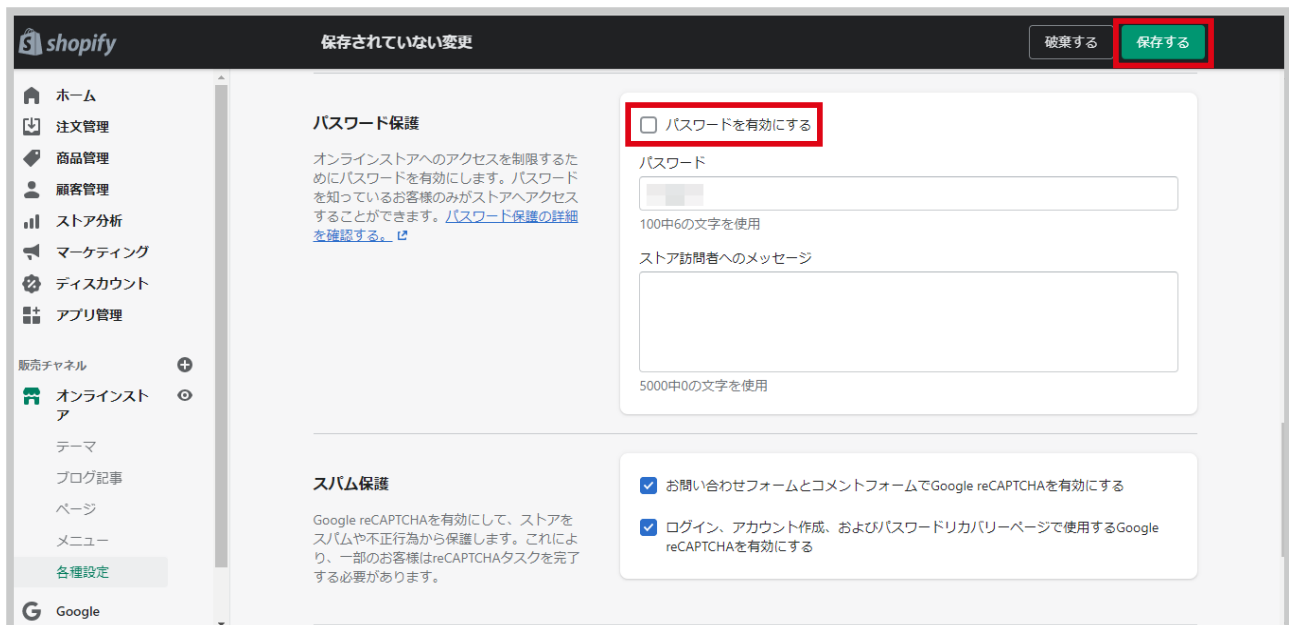 shopify
保存されていない変更
破棄する
保存する
ホーム
注文管理
商品管理
顧客管理
ストア分析
マーケティング
ディスカウント
アプリ管理
販売チャネル
オンラインスト
ア
テーマ
ブログ記事
ページ
メニュー
各種設定
Google
パスワード保護
オンラインストアへのアクセスを制限するた
めにパスワードを有効にします。パスワード
を知っているお客様のみがストアへアクセス
することができます。パスワード保護の詳細
を確認する。
パスワードを有効にする
パスワード
100中6の文字を使用
ストア訪問者へのメッセージ
5000中0の文字を使用
スパム保護
Google reCAPTCHAを有効にして、ストアを
スパムや不正行為から保護します。これによ
り、一部のお客様はreCAPTCHAタスクを完了
する必要があります。
お問い合わせフォームとコメントフォームでGoogle reCAPTCHAを有効にする
ログイン、アカウント作成、およびパスワードリカバリーページで使用するGoogle
reCAPTCHAを有効にする